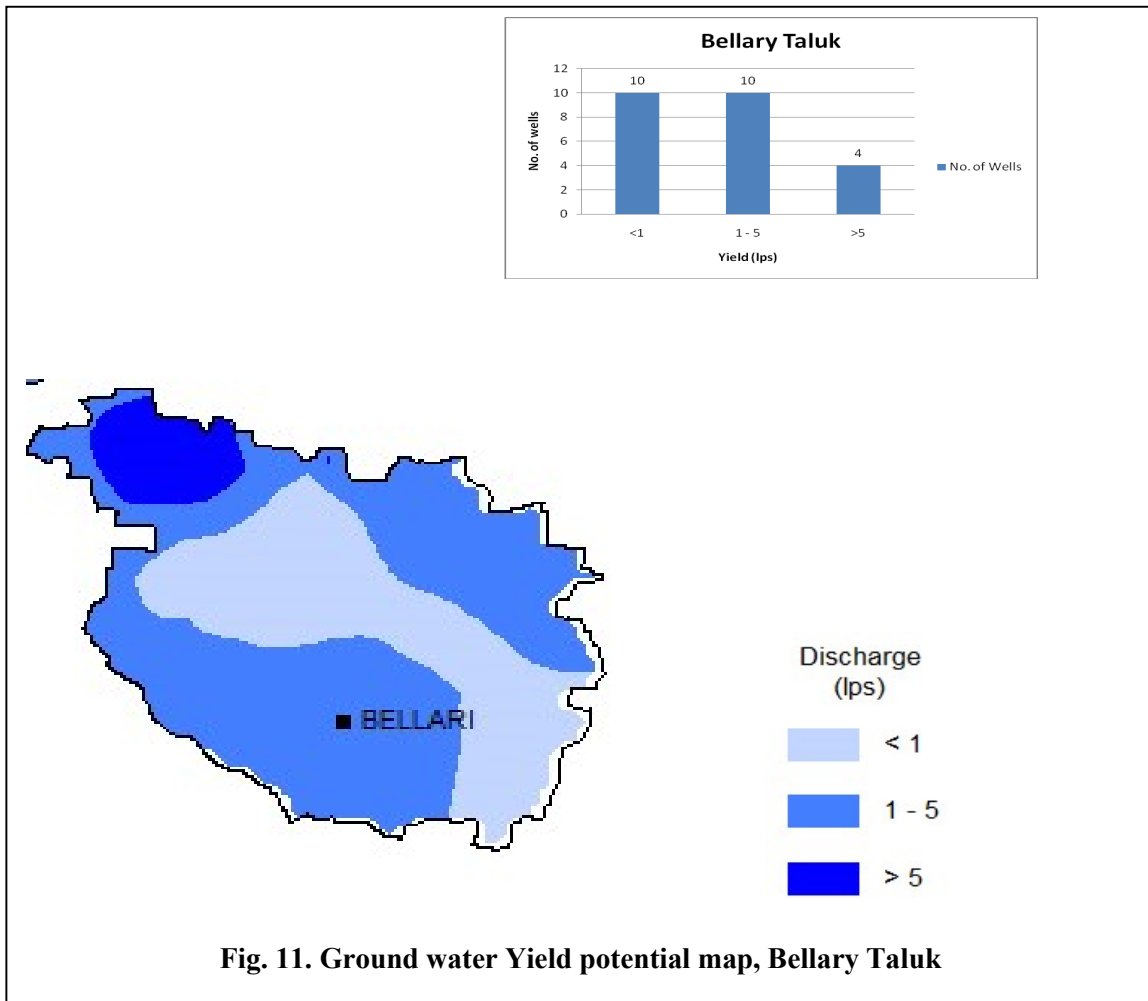 Bellary Taluk
12
10
8
6
4
2
0
No. of wells
10
10
4
<1
1 - 5
>5
Yield (lps)
No. of Wells
BELLARI
Discharge
(lps)
< 1
1 - 5
> 5
Fig. 11. Ground water Yield potential map, Bellary Taluk